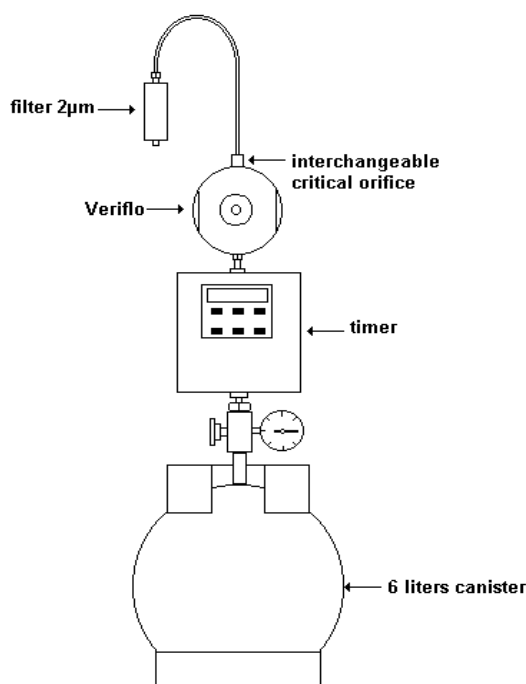 filter 2µm
interchangeable
critical orifice
Veriflo
timer
6 liters canister